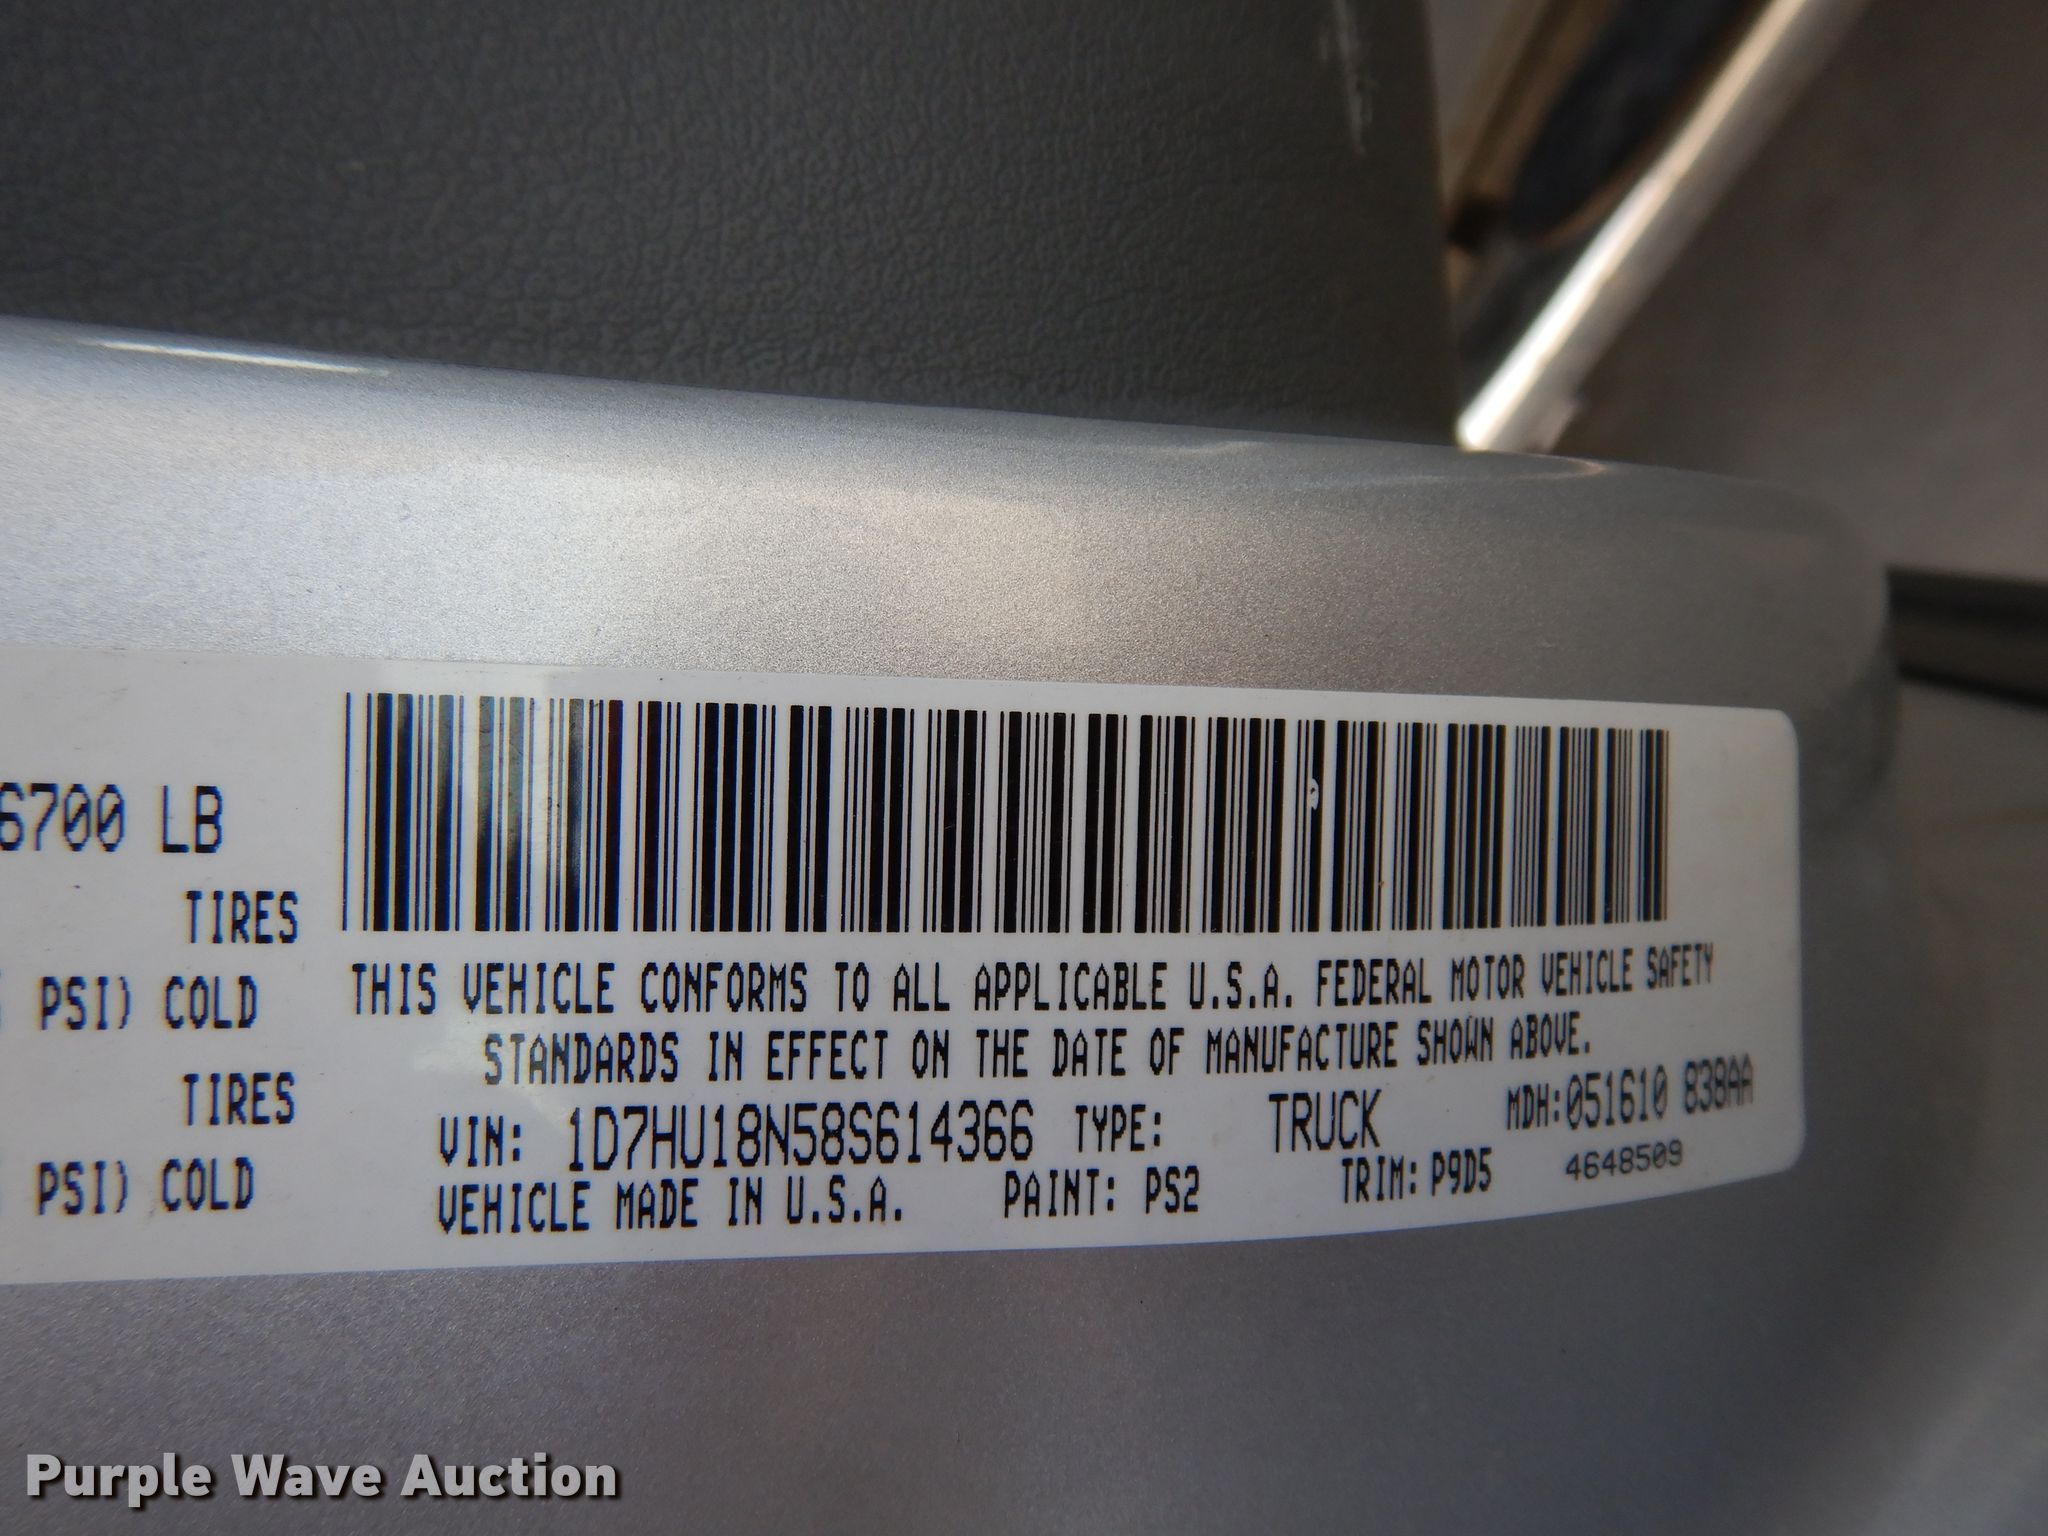 6700 LB
TIRES
PSI) COLD
TIRES
PSI) COLD
THIS VEHICLE CONFORMS TO ALL APPLICABLE U.S.A. FEDERAL MOTOR VEHICLE SAFETY
STANDARDS IN EFFECT ON THE DATE OF MANUFACTURE SHOWN ABOVE.
VIN: 1D7HU18N58S614366 TYPE: TRUCK MDH:051610 838AA
VEHICLE MADE IN U.S.A. PAINT: PS2 TRIM: P9D5 4648509
Purple Wave Auction